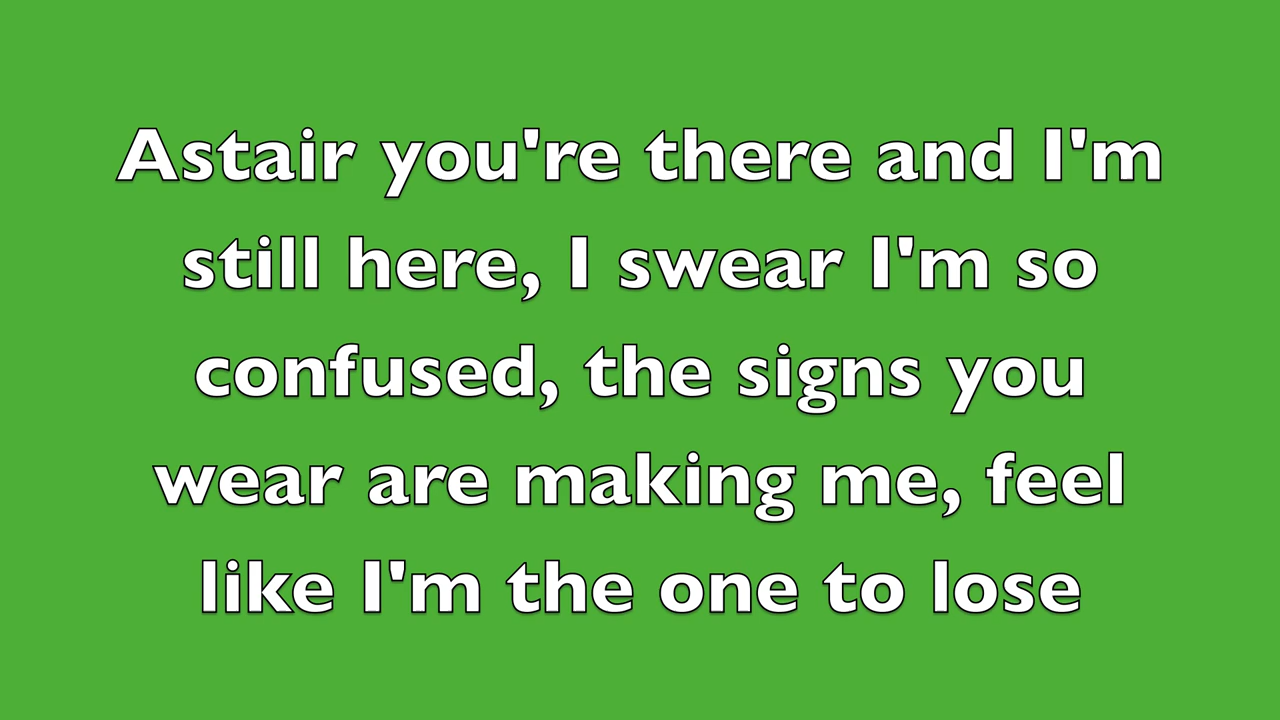 Astair you're there and I'm
still here, I swear I'm so
confused, the signs you
wear are making me, feel
like I'm the one to lose